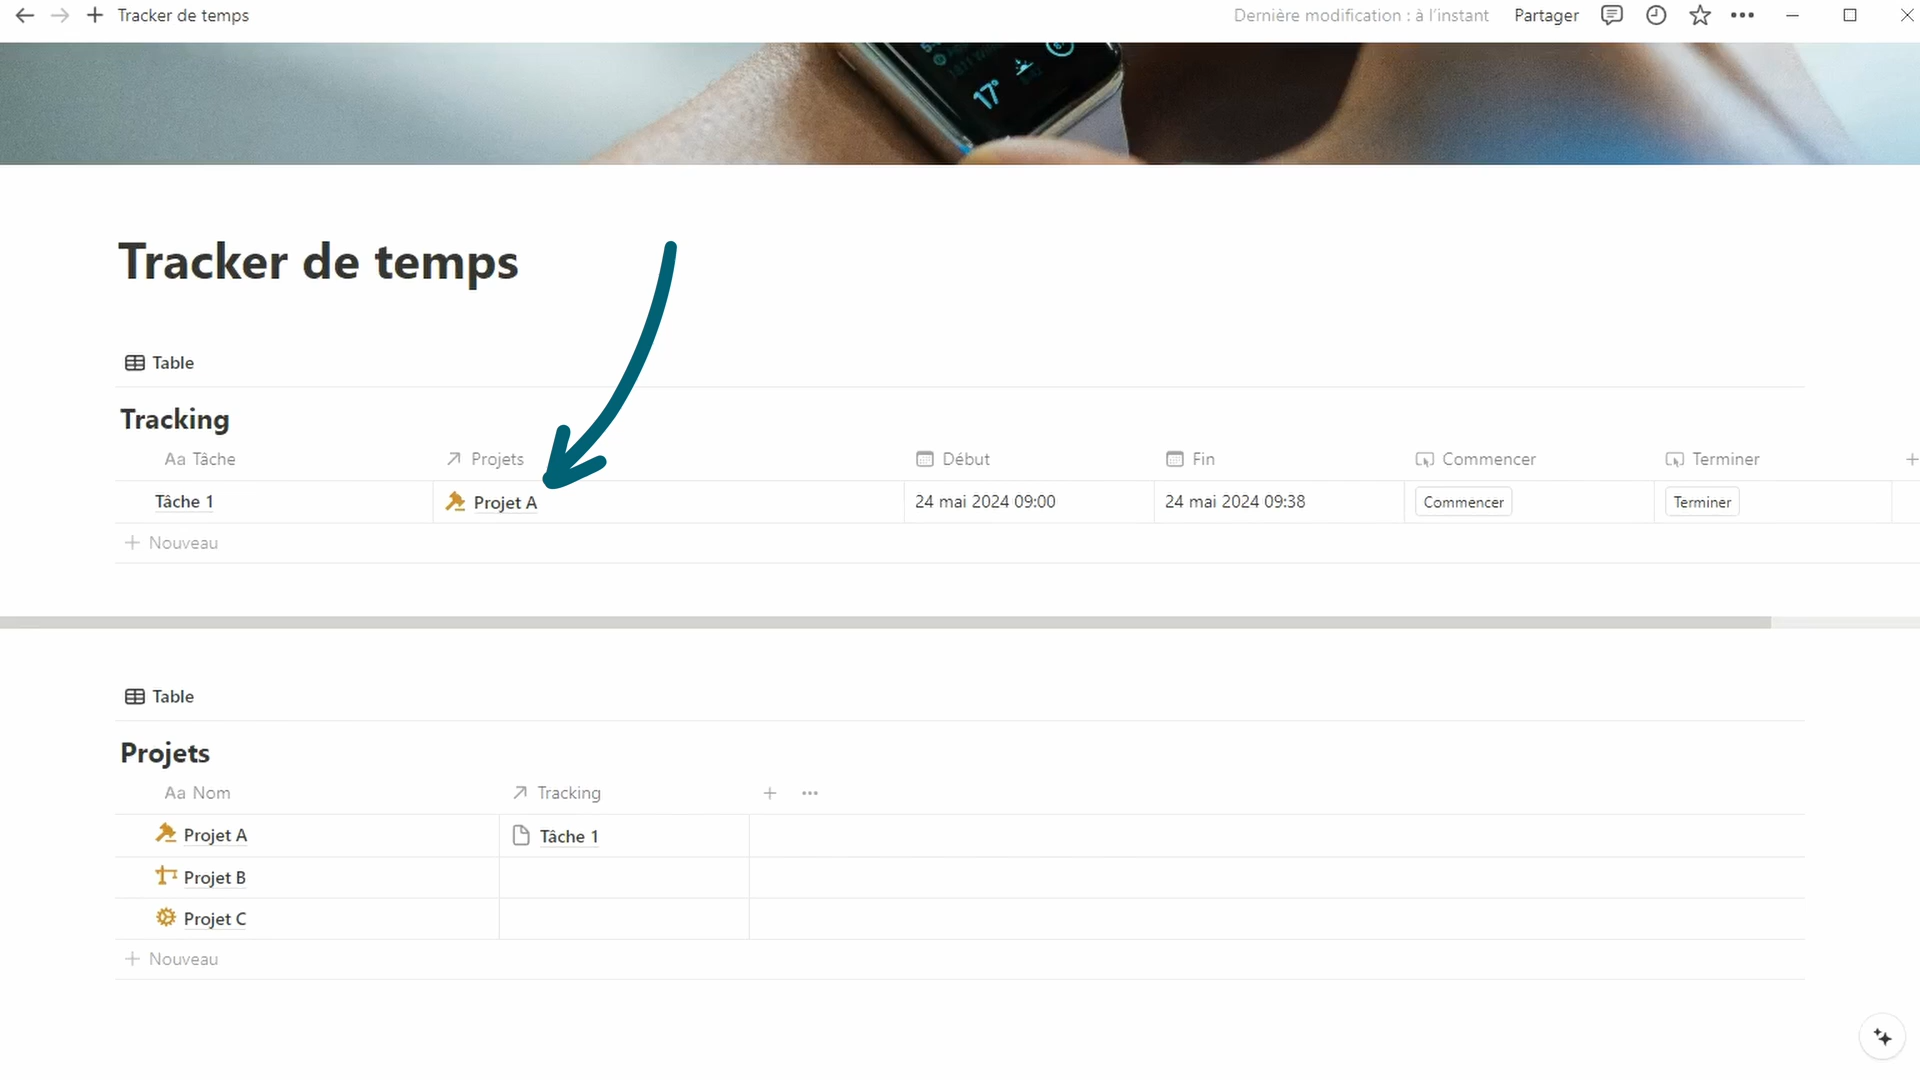 Tracker de temps
Dernière modification : à l'instant
Partager
17°
Tracker de temps
Table
Tracking
Aa Tâche
Projets
Début
Fin
Commencer
Terminer
Tâche 1
Projet A
24 mai 2024 09:00
24 mai 2024 09:38
Commencer
Terminer
Nouveau
Table
Projets
Aa Nom
Tracking
Projet A
Tâche 1
Projet B
Projet C
Nouveau